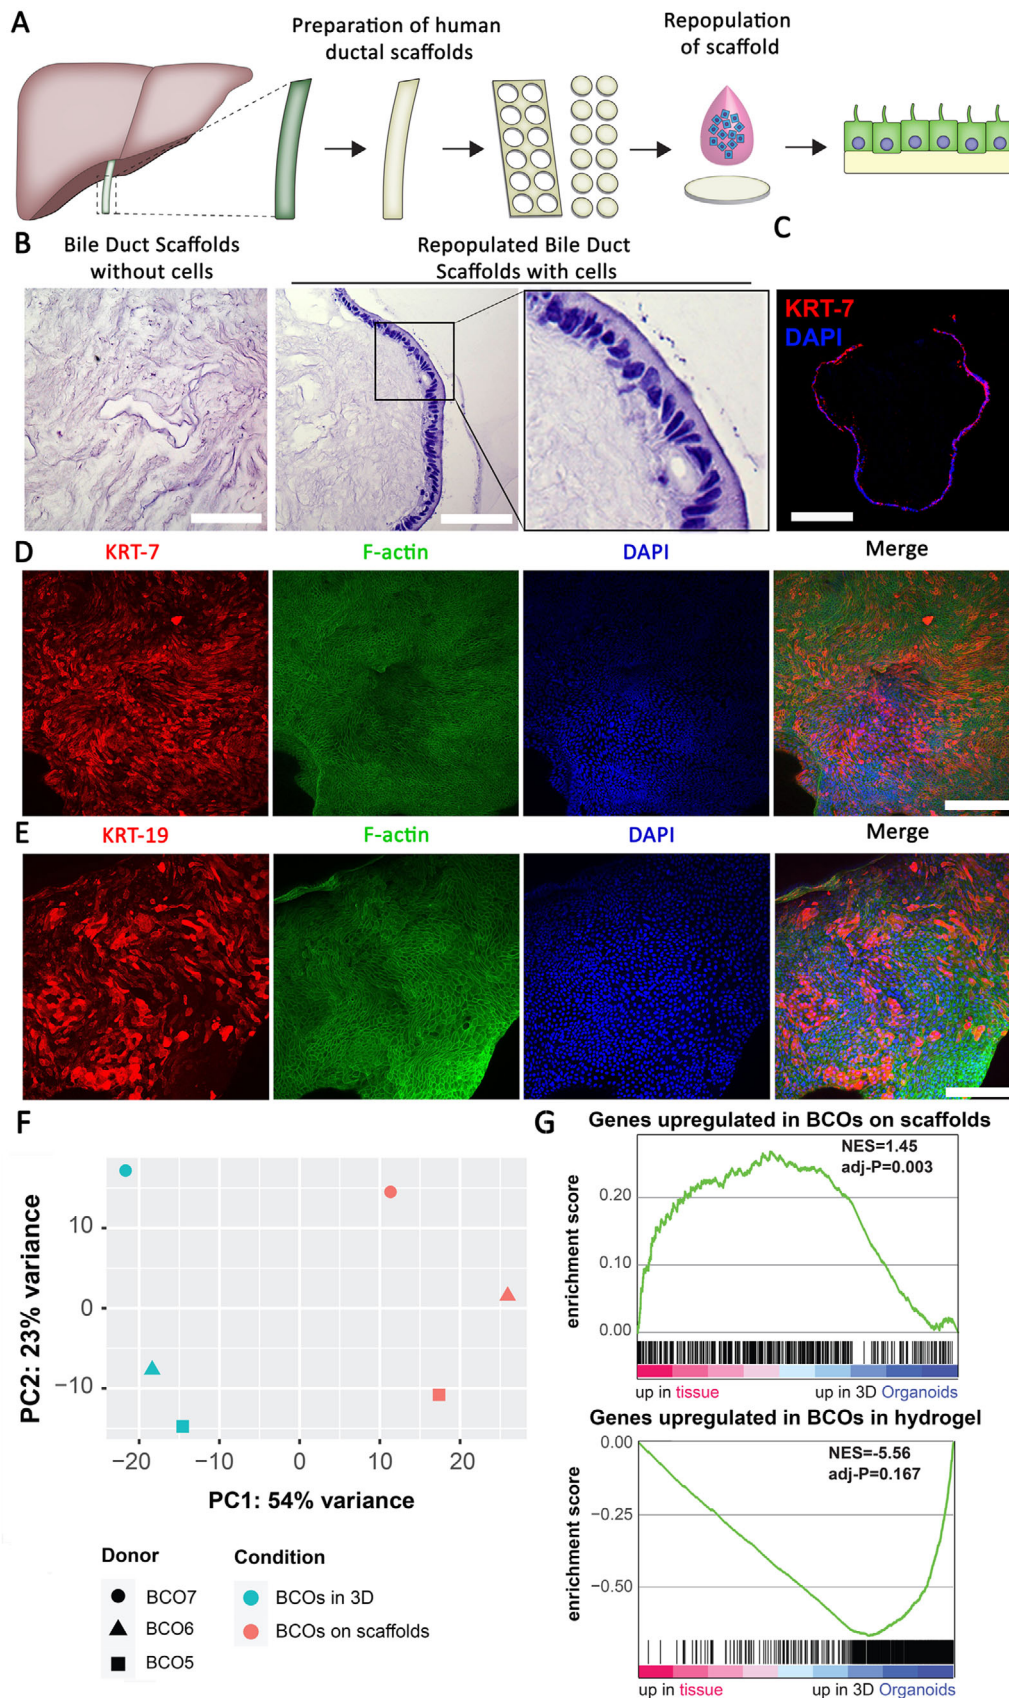 A
Preparation of human
ductal scaffolds
Repopulation
of scaffold
B
Bile Duct Scaffolds
without cells
Repopulated Bile Duct
Scaffolds with cells
C
KRT-7
DAPI
D
KRT-7
F-actin
DAPI
Merge
E
KRT-19
F-actin
DAPI
Merge
F
PC2: 23% variance
10
0
−10
−20
−10
0
10
20
PC1: 54% variance
Donor
BCO7
BCO6
BCO5
Condition
BCOs in 3D
BCOs on scaffolds
G
Genes upregulated in BCOs on scaffolds
NES=1.45
adj-P=0.003
enrichment score
0.20
0.10
0.00
up in tissue
up in 3D Organoids
Genes upregulated in BCOs in hydrogel
NES=-5.56
adj-P=0.167
enrichment score
0.00
−0.25
−0.50
up in tissue
up in 3D Organoids